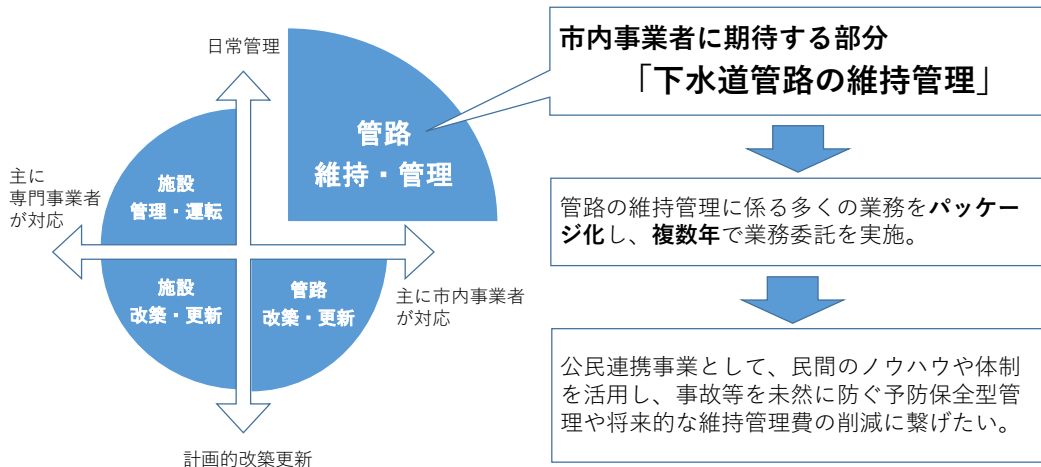 日常管理
管路
維持・管理
主に
専門事業者
が対応
施設
管理・運転
施設
改築・更新
管路
改築・更新
主に市内事業者
が対応
計画的改築更新
市内事業者に期待する部分
「下水道管路の維持管理」
管路の維持管理に係る多くの業務をパッケー
ジ化し、複数年で業務委託を実施。
公民連携事業として、民間のノウハウや体制
を活用し、事故等を未然に防ぐ予防保全型管
理や将来的な維持管理費の削減に繋げたい。